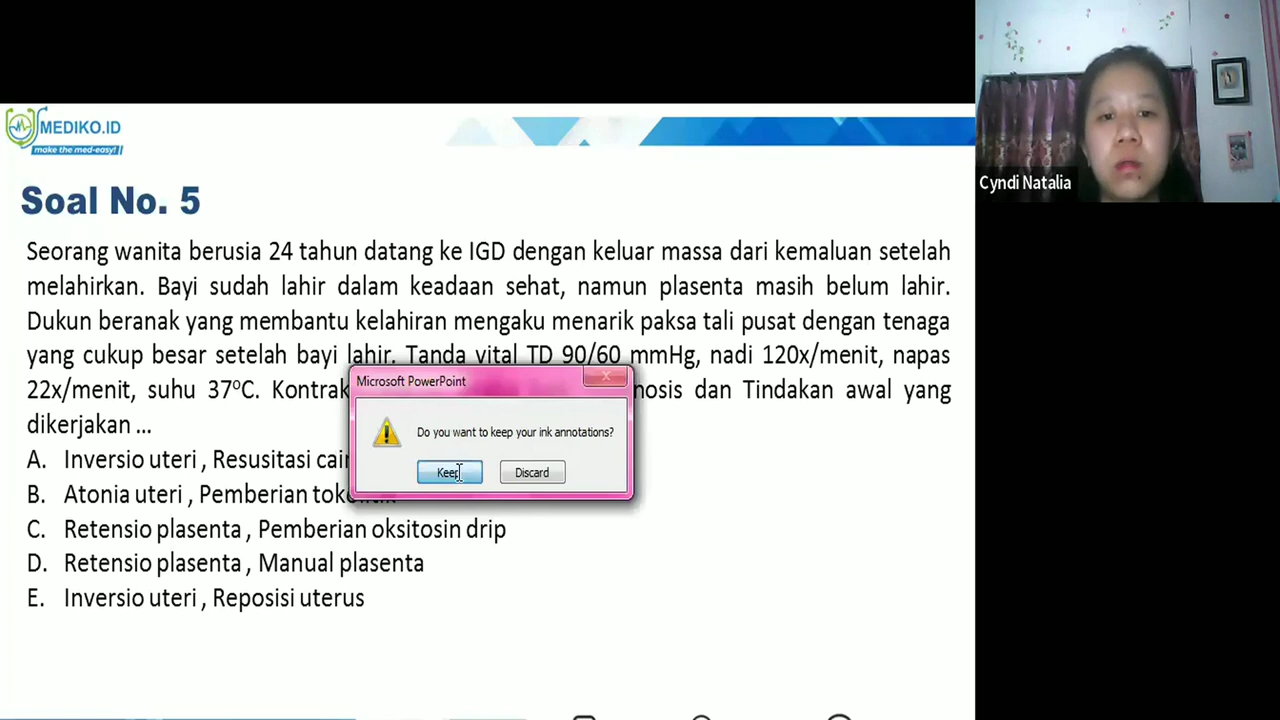 MEDIKO.ID
make the med-easy!
Cyndi Natalia
Soal No. 5
Seorang wanita berusia 24 tahun datang ke IGD dengan keluar massa dari kemaluan setelah
melahirkan. Bayi sudah lahir dalam keadaan sehat, namun plasenta masih belum lahir.
Dukun beranak yang membantu kelahiran mengaku menarik paksa tali pusat dengan tenaga
yang cukup besar setelah bayi lahir. Tanda vital TD 90/60 mmHg, nadi 120x/menit, napas
22x/menit, suhu 37⁰C. dan Tindakan awal yang
dikerjakan ...
A. Inversio uteri , Resusitasi
B. Atonia uteri , Pemberian
C. Retensio plasenta , Pemberian oksitosin drip
D. Retensio plasenta , Manual plasenta
E. Inversio uteri , Reposisi uterus
Microsoft PowerPoint
Do you want to keep your ink annotations?
Keep
Discard